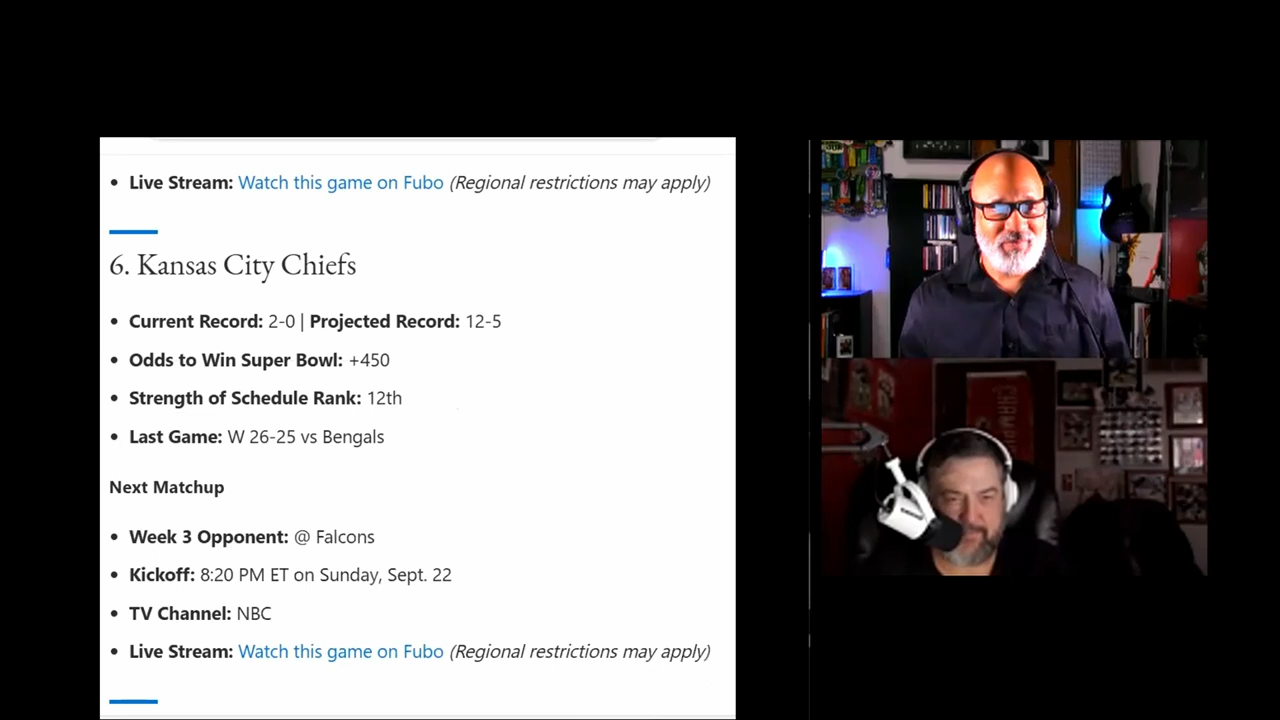 • Live Stream: Watch this game on Fubo (Regional restrictions may apply)
6. Kansas City Chiefs
• Current Record: 2-0 | Projected Record: 12-5
• Odds to Win Super Bowl: +450
• Strength of Schedule Rank: 12th
• Last Game: W 26-25 vs Bengals
Next Matchup
• Week 3 Opponent: @ Falcons
• Kickoff: 8:20 PM ET on Sunday, Sept. 22
• TV Channel: NBC
• Live Stream: Watch this game on Fubo (Regional restrictions may apply)